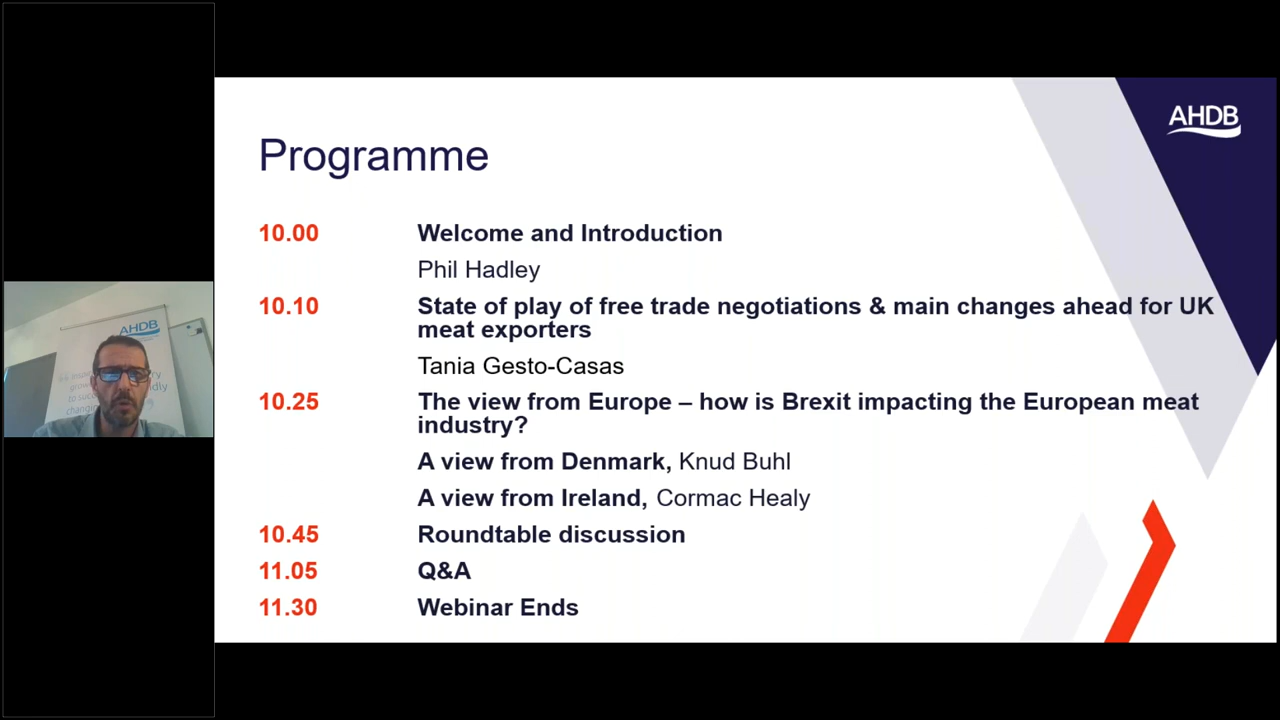 AHDB
Programme
10.00 Welcome and Introduction
Phil Hadley
10.10 State of play of free trade negotiations & main changes ahead for UK
meat exporters
Tania Gesto-Casas
10.25 The view from Europe – how is Brexit impacting the European meat
industry?
A view from Denmark, Knud Buhl
A view from Ireland, Cormac Healy
10.45 Roundtable discussion
11.05 Q&A
11.30 Webinar Ends
AHDB